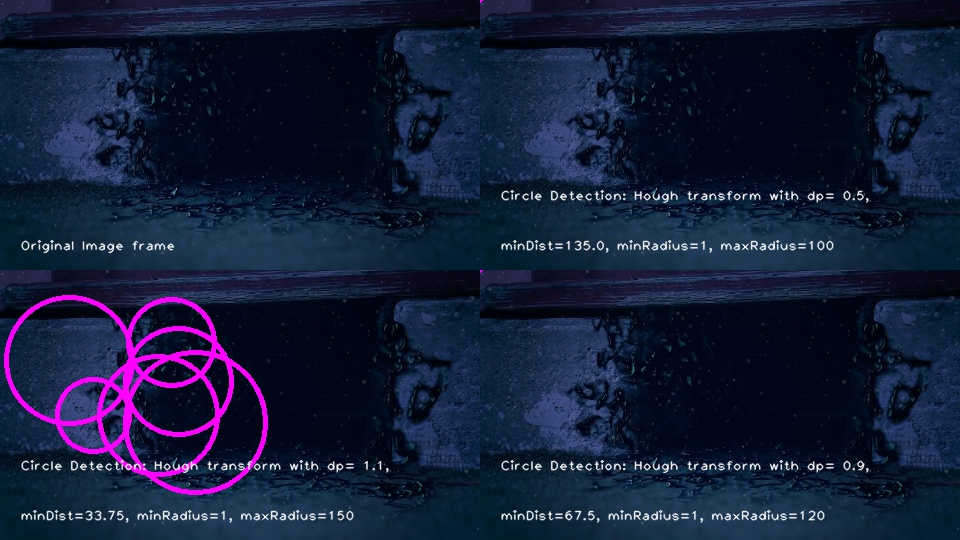 Original Image frame
Circle Detection: Hough transform with dp= 0.5,
minDist=135.0, minRadius=1, maxRadius=100
Circle Detection: Hough transform with dp= 1.1,
minDist=33.75, minRadius=1, maxRadius=150
Circle Detection: Hough transform with dp= 0.9,
minDist=67.5, minRadius=1, maxRadius=120